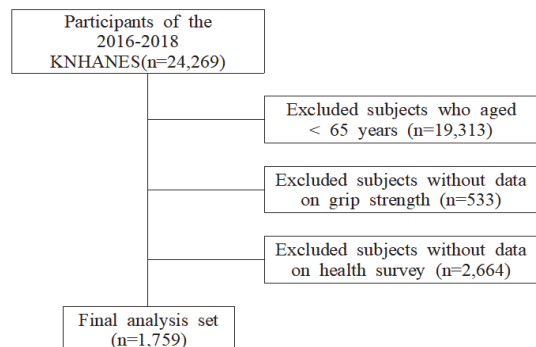 Participants of the
2016-2018
KNHANES(n=24,269)
Excluded subjects who aged
< 65 years (n=19,313)
Excluded subjects without data
on grip strength (n=533)
Excluded subjects without data
on health survey (n=2,664)
Final analysis set
(n=1,759)